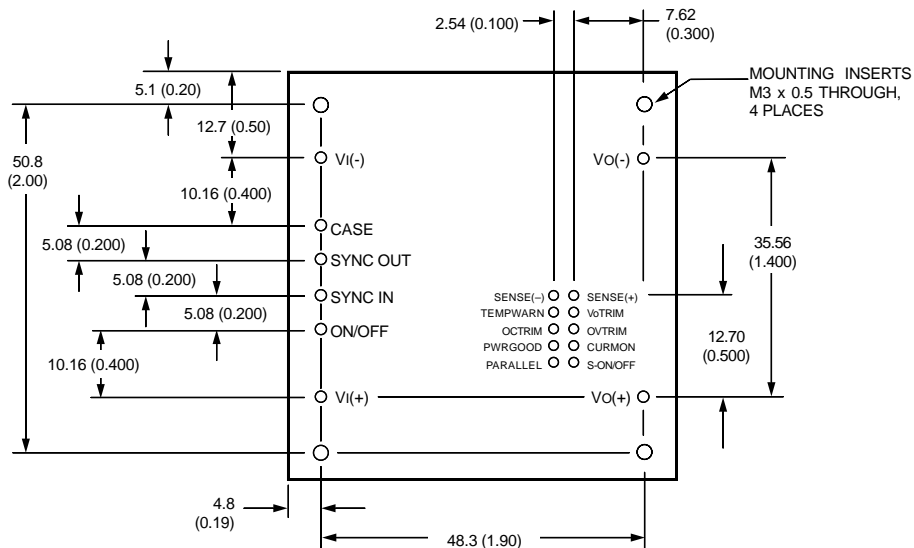 2.54 (0.100)
7.62
(0.300)
MOUNTING INSERTS
M3 x 0.5 THROUGH,
4 PLACES
5.1 (0.20)
12.7 (0.50)
50.8
(2.00)
VI(-)
VO(-)
10.16 (0.400)
CASE
5.08 (0.200)
SYNC OUT
35.56
(1.400)
5.08 (0.200)
SYNC IN
SENSE(–)
SENSE(+)
5.08 (0.200)
TEMPWARN
VoTRIM
ON/OFF
OCTRIM
OVTRIM
12.70
(0.500)
PWRGOOD
CURMON
10.16 (0.400)
PARALLEL
S-ON/OFF
VI(+)
VO(+)
4.8
(0.19)
48.3 (1.90)